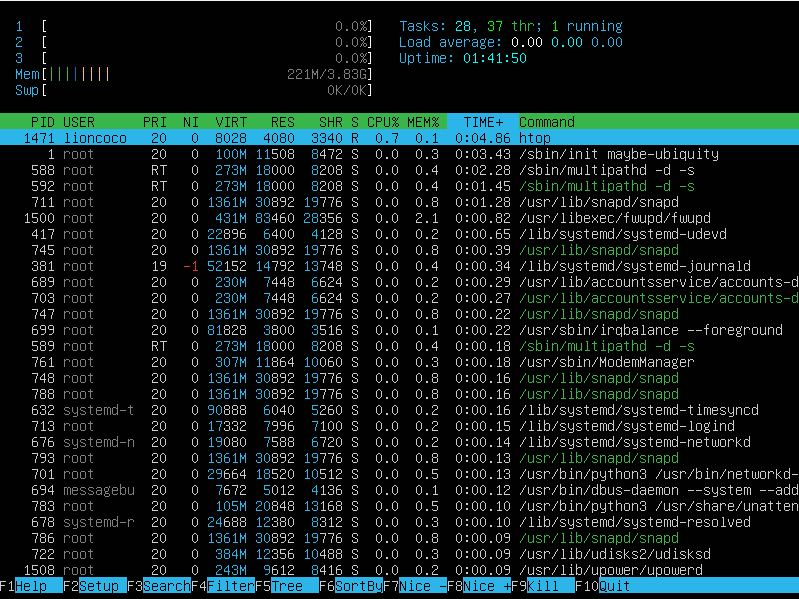 1 [ 0.0%] Tasks: 28, 37 thr; 1 running
2 [ 0.0%] Load average: 0.00 0.00 0.00
3 [ 0.0%] Uptime: 01:41:50
Mem[|||||||| 221M/3.83G]
Swp[ 0K/0K]
PID USER PRI NI VIRT RES SHR S CPU% MEM% TIME+ Command
1471 lioncoco 20 0 8028 4080 3340 R 0.7 0.1 0:04.86 htop
1 root 20 0 100M 11508 8472 S 0.0 0.3 0:03.43 /sbin/init maybe-ubiquity
588 root RT 0 273M 18000 8208 S 0.0 0.4 0:02.28 /sbin/multipathd -d -s
592 root RT 0 273M 18000 8208 S 0.0 0.4 0:01.45 /sbin/multipathd -d -s
711 root 20 0 1361M 30892 19776 S 0.0 0.8 0:01.28 /usr/lib/snapd/snapd
1500 root 20 0 431M 83460 28356 S 0.0 2.1 0:00.82 /usr/libexec/fwupd/fwupd
417 root 20 0 22896 6400 4128 S 0.0 0.2 0:00.65 /lib/systemd/systemd-udevd
745 root 20 0 1361M 30892 19776 S 0.0 0.8 0:00.39 /usr/lib/snapd/snapd
381 root 19 -1 52152 14792 13748 S 0.0 0.4 0:00.34 /lib/systemd/systemd-journald
689 root 20 0 230M 7448 6624 S 0.0 0.2 0:00.29 /usr/lib/accountsservice/accounts-d
703 root 20 0 230M 7448 6624 S 0.0 0.2 0:00.27 /usr/lib/accountsservice/accounts-d
747 root 20 0 1361M 30892 19776 S 0.0 0.8 0:00.22 /usr/lib/snapd/snapd
699 root 20 0 81828 3800 3516 S 0.0 0.1 0:00.22 /usr/sbin/irqbalance --foreground
589 root RT 0 273M 18000 8208 S 0.0 0.4 0:00.18 /sbin/multipathd -d -s
761 root 20 0 307M 11864 10060 S 0.0 0.3 0:00.18 /usr/sbin/ModemManager
748 root 20 0 1361M 30892 19776 S 0.0 0.8 0:00.18 /usr/lib/snapd/snapd
788 root 20 0 1361M 30892 19776 S 0.0 0.8 0:00.16 /usr/lib/snapd/snapd
632 systemd-t 20 0 90888 6040 5260 S 0.0 0.2 0:00.16 /lib/systemd/systemd-timesyncd
713 root 20 0 17332 7996 7100 S 0.0 0.2 0:00.15 /lib/systemd/systemd-logind
676 systemd-n 20 0 19080 7588 6720 S 0.0 0.2 0:00.14 /lib/systemd/systemd-networkd
793 root 20 0 1361M 30892 19776 S 0.0 0.8 0:00.13 /usr/lib/snapd/snapd
701 root 20 0 29664 18520 10512 S 0.0 0.5 0:00.13 /usr/bin/python3 /usr/bin/networkd-
694 messagebu 20 0 7672 5012 4136 S 0.0 0.1 0:00.12 /usr/bin/dbus-daemon --system --add
783 root 20 0 105M 20848 13168 S 0.0 0.5 0:00.10 /usr/bin/python3 /usr/share/unatten
678 systemd-r 20 0 24688 12380 8312 S 0.0 0.3 0:00.10 /lib/systemd/systemd-resolved
786 root 20 0 1361M 30892 19776 S 0.0 0.8 0:00.09 /usr/lib/snapd/snapd
722 root 20 0 384M 12356 10488 S 0.0 0.3 0:00.09 /usr/lib/udisks2/udisksd
1508 root 20 0 243M 9612 8416 S 0.0 0.2 0:00.09 /usr/lib/upower/upowerd
F1Help F2Setup F3SearchF4FilterF5Tree F6SortByF7Nice -F8Nice +F9Kill F10Quit